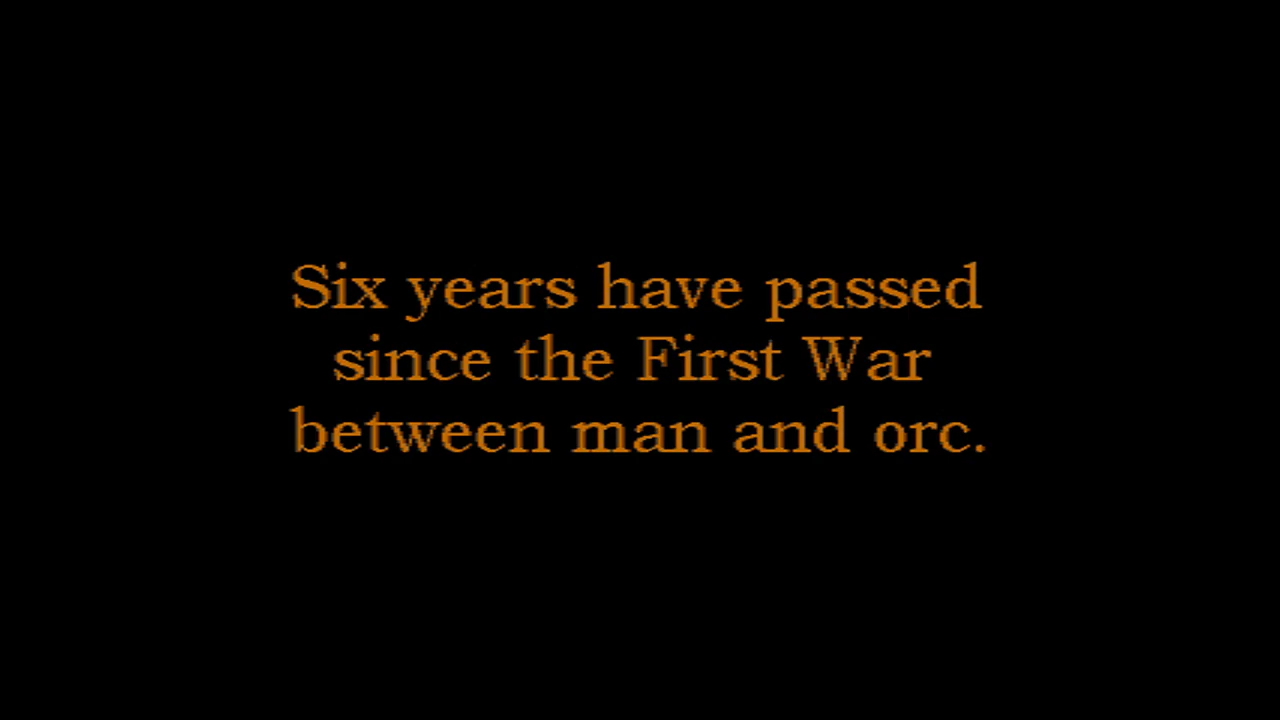 Six years have passed
since the First War
between man and orc.